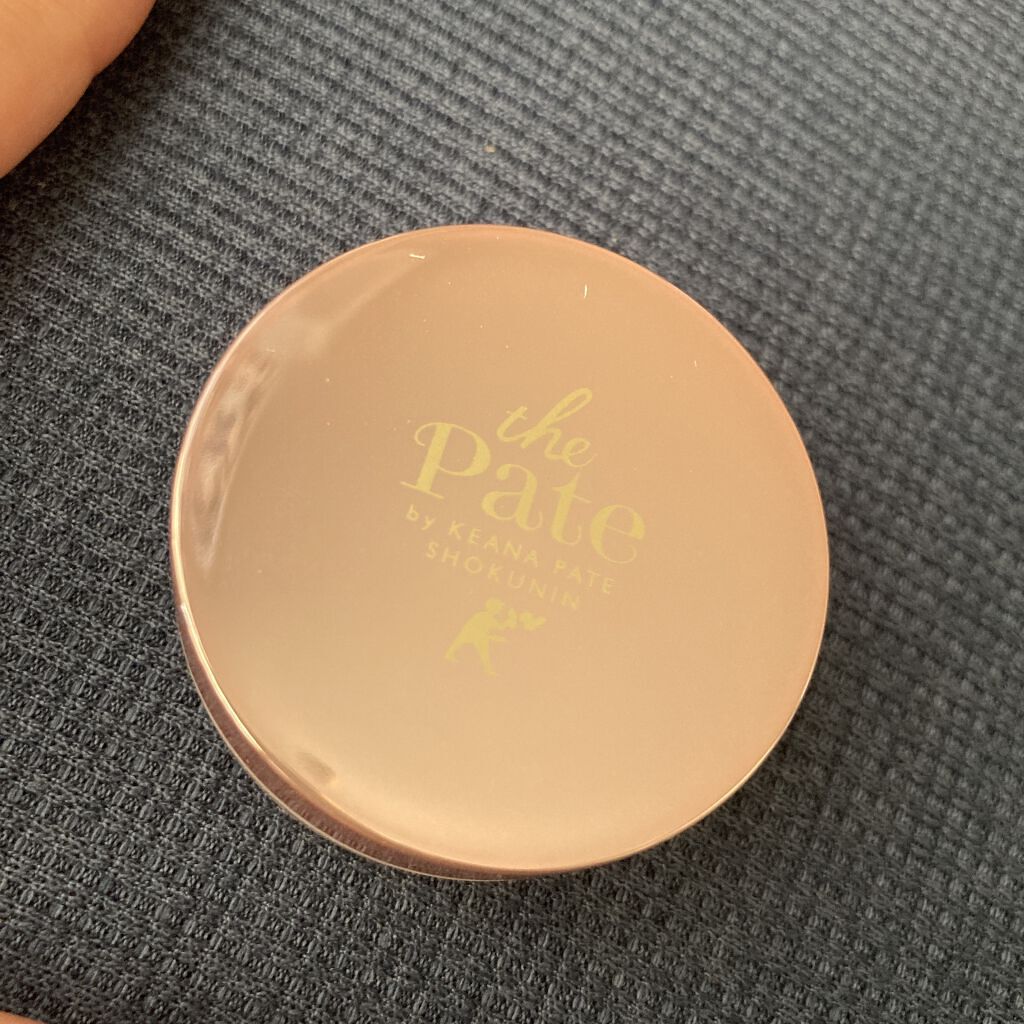 the
Pate
by KEANA PATE
SHOKUNIN